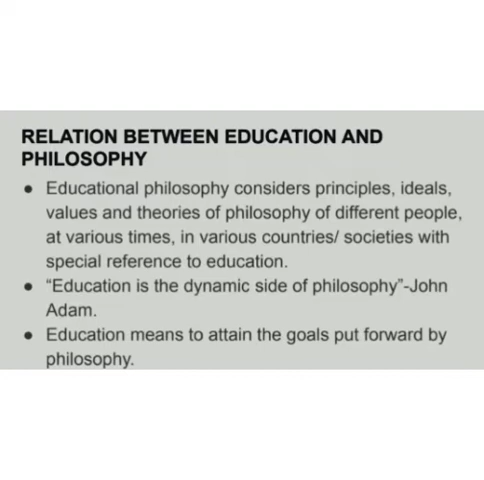 RELATION BETWEEN EDUCATION AND
PHILOSOPHY
● Educational philosophy considers principles, ideals,
values and theories of philosophy of different people,
at various times, in various countries/ societies with
special reference to education.
● “Education is the dynamic side of philosophy”-John
Adam.
● Education means to attain the goals put forward by
philosophy.